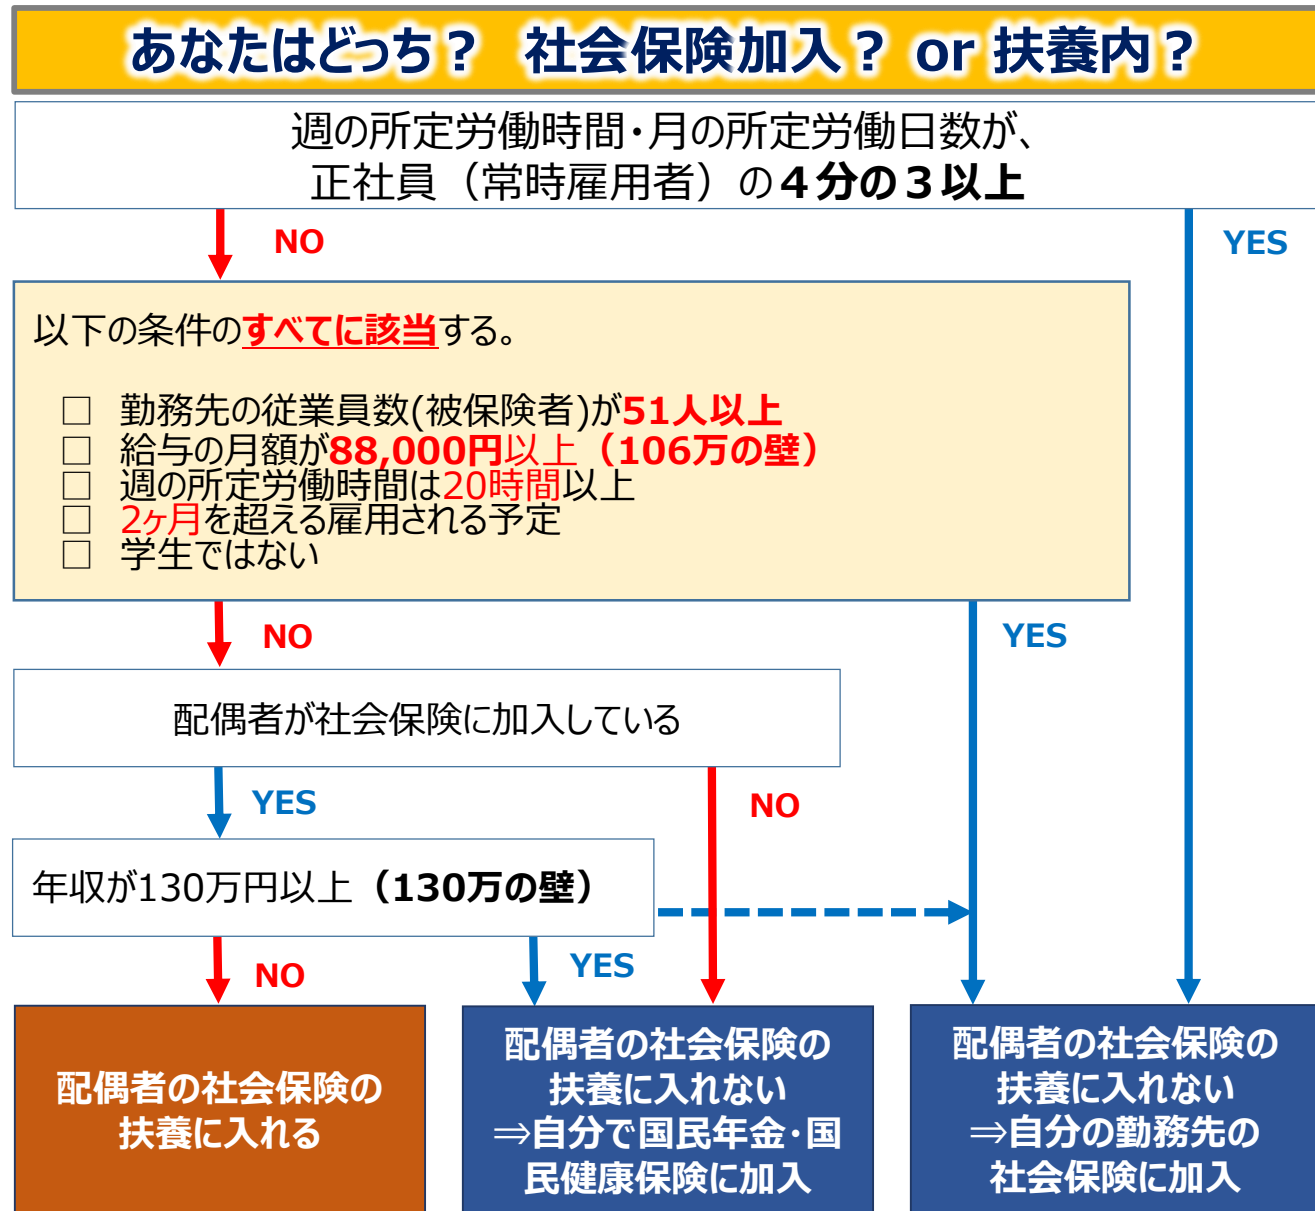 あなたはどっち？　社会保険加入？ or 扶養内？
週の所定労働時間・月の所定労働日数が、
正社員（常時雇用者）の４分の３以上
NO
YES
以下の条件のすべてに該当する。
□　勤務先の従業員数(被保険者)が51人以上
□　給与の月額が88,000円以上（106万の壁）
□　週の所定労働時間は20時間以上
□　2ヶ月を超える雇用される予定
□　学生ではない
NO
YES
配偶者が社会保険に加入している
YES
NO
年収が130万円以上（130万の壁）
NO
YES
配偶者の社会保険の
扶養に入れる
配偶者の社会保険の
扶養に入れない
⇒自分で国民年金・国
民健康保険に加入
配偶者の社会保険の
扶養に入れない
⇒自分の勤務先の
社会保険に加入